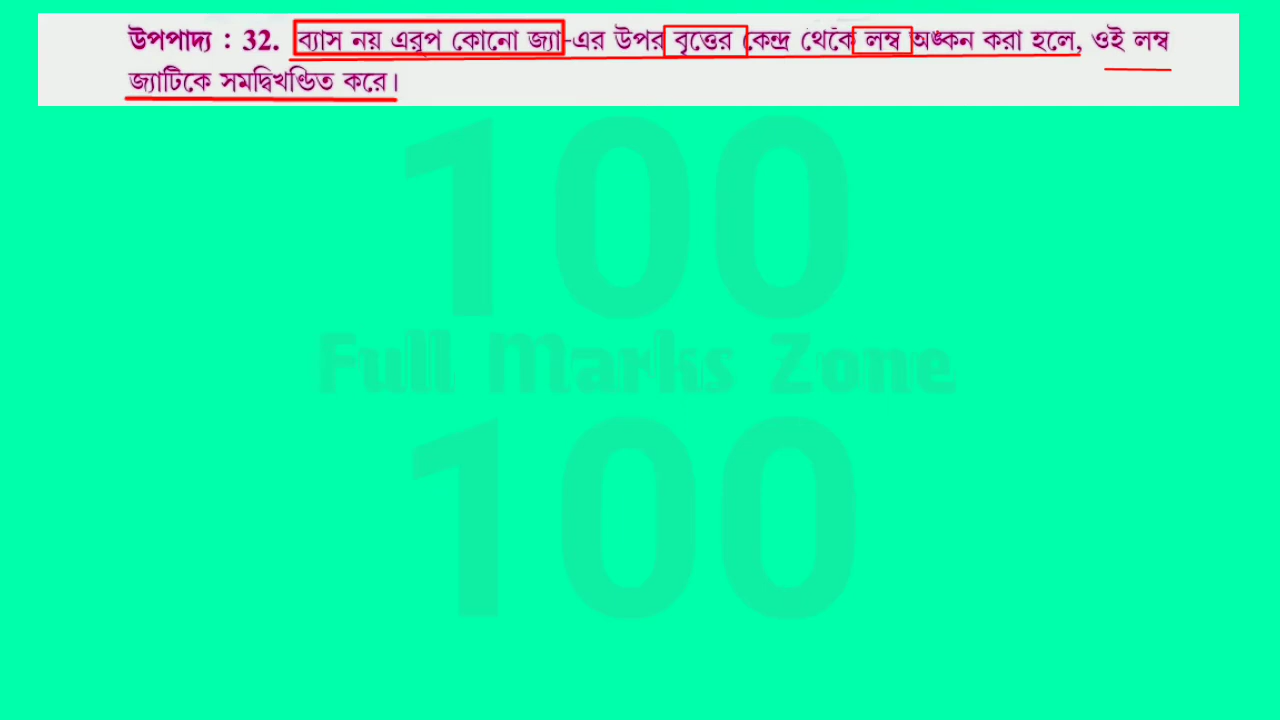 উপপাদ্য : 32. ব্যাস নয় এরূপ কোনো জ্যা-এর উপর বৃত্তের কেন্দ্র থেকে লম্ব অঙ্কন করা হলে, ওই লম্ব
জ্যাটিকে সমদ্বিখণ্ডিত করে।
100
Full Marks Zone
100